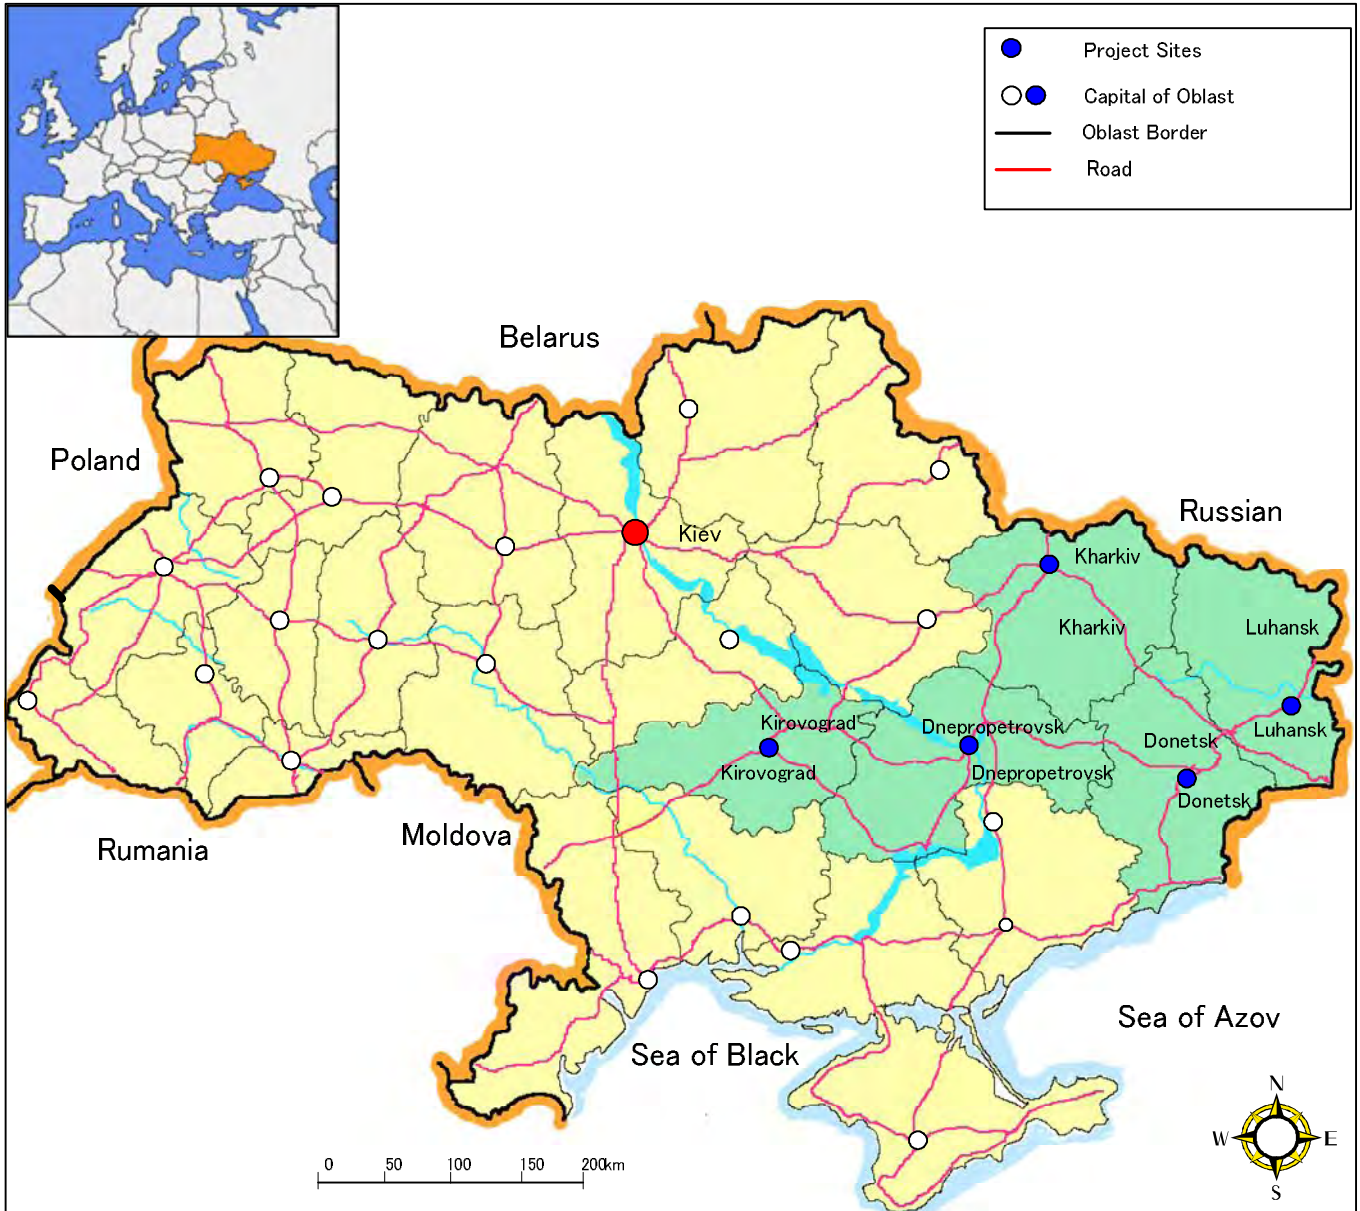 Project Sites
Capital of Oblast
Oblast Border
Road
Belarus
Poland
Russian
Kiev
Kharkiv
Kharkiv
Luhansk
Kirovograd
Dnepropetrovsk
Luhansk
Donetsk
Kirovograd
Dnepropetrovsk
Donetsk
Moldova
Rumania
Sea of Azov
Sea of Black
N
W
E
S
0 50 100 150 200km